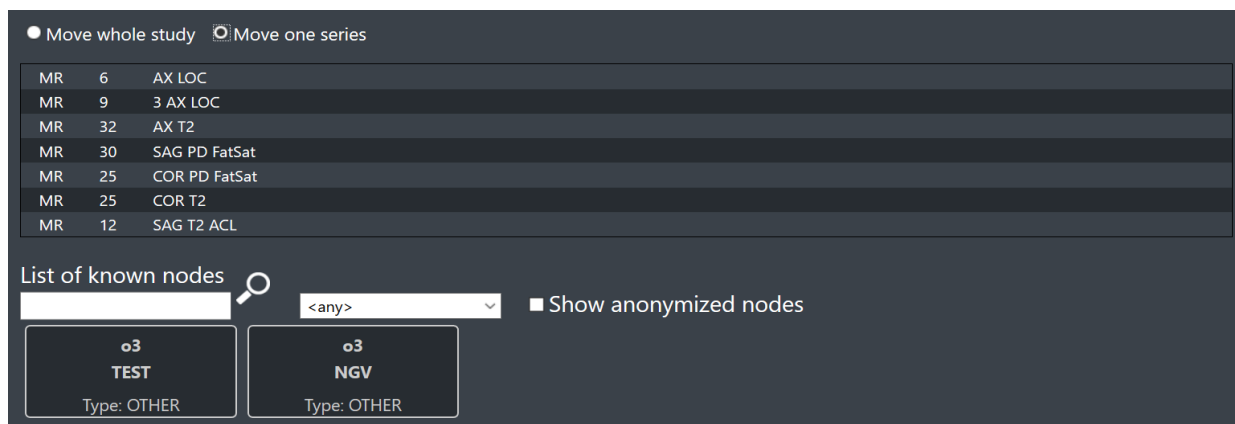 Move whole study Move one series
MR 6 AX LOC
MR 9 3 AX LOC
MR 32 AX T2
MR 30 SAG PD FatSat
MR 25 COR PD FatSat
MR 25 COR T2
MR 12 SAG T2 ACL
List of known nodes
<any> Show anonymized nodes
o3 o3
TEST NGV
Type: OTHER Type: OTHER